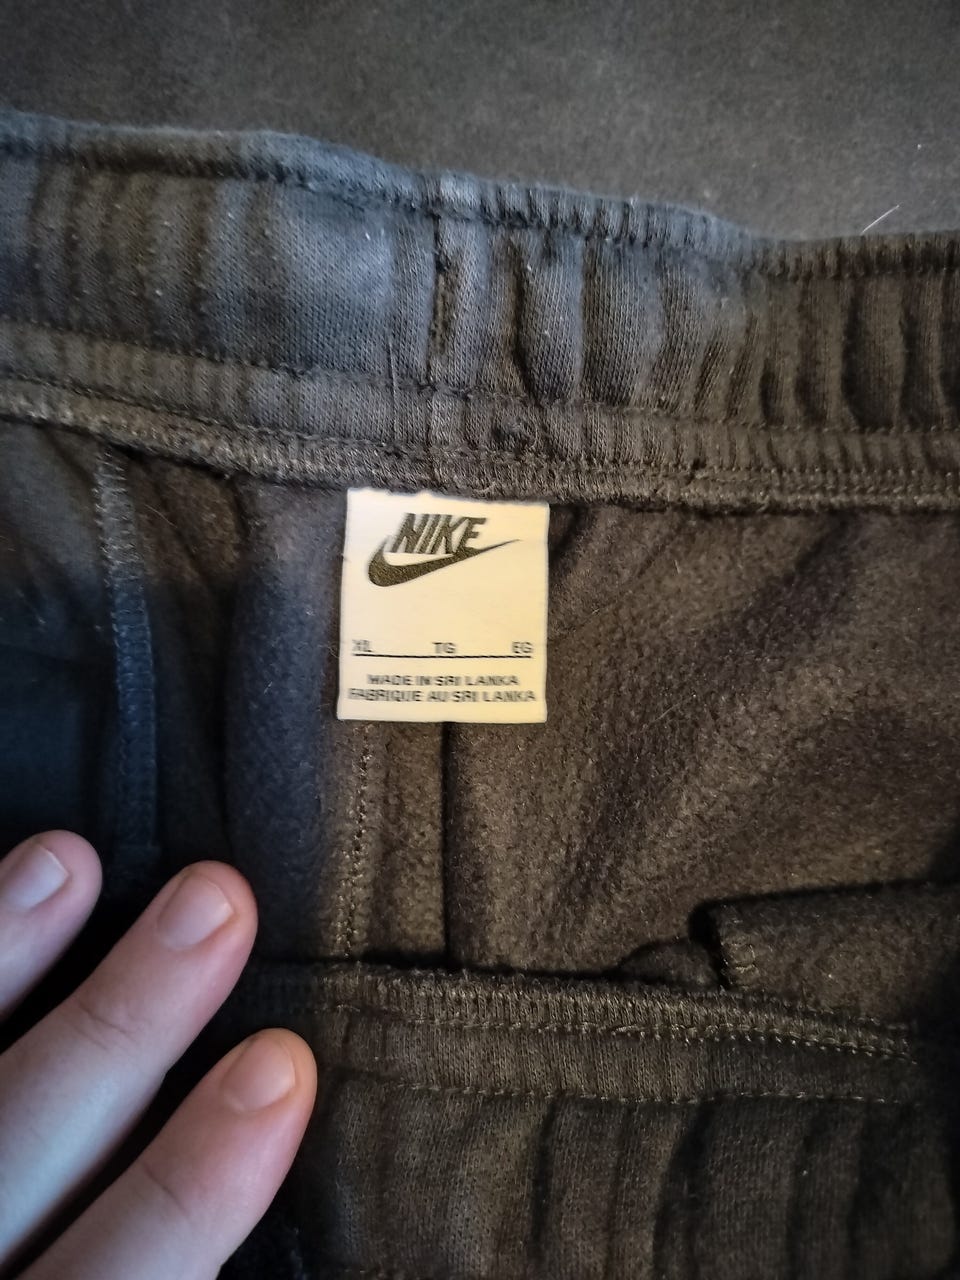 NIKE
XL TG EG
MADE IN SRI LANKA
FABRIQUE AU SRI LANKA